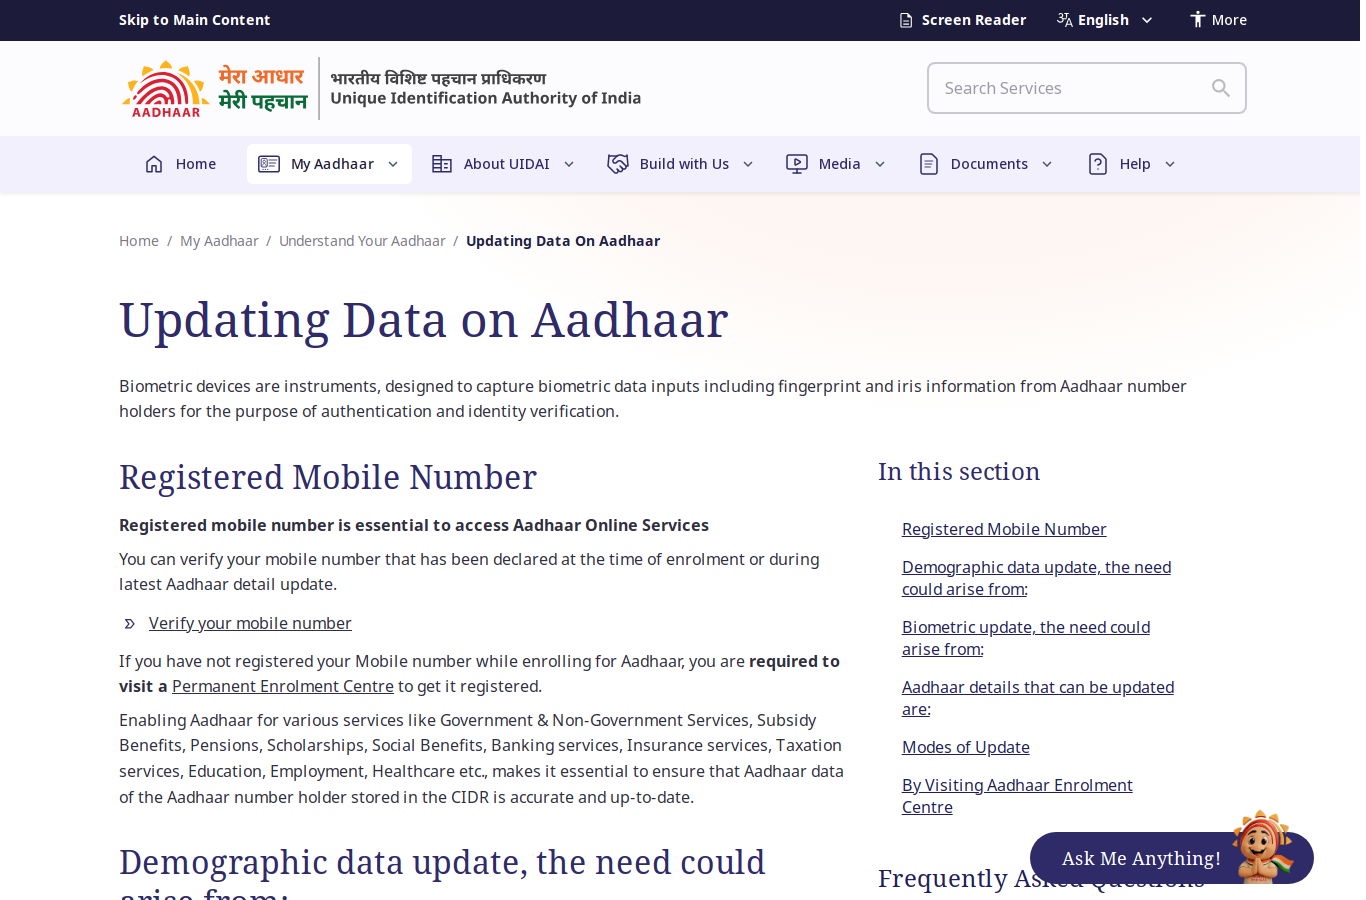 Skip to Main Content
Screen Reader
English
More
मेरा आधार
मेरी पहचान
AADHAAR
भारतीय विशिष्ट पहचान प्राधिकरण
Unique Identification Authority of India
Search Services
Home
My Aadhaar
About UIDAI
Build with Us
Media
Documents
Help
Home / My Aadhaar / Understand Your Aadhaar / Updating Data On Aadhaar
Updating Data on Aadhaar
Biometric devices are instruments, designed to capture biometric data inputs including fingerprint and iris information from Aadhaar number
holders for the purpose of authentication and identity verification.
Registered Mobile Number
Registered mobile number is essential to access Aadhaar Online Services
You can verify your mobile number that has been declared at the time of enrolment or during
latest Aadhaar detail update.
Verify your mobile number
If you have not registered your Mobile number while enrolling for Aadhaar, you are required to
visit a Permanent Enrolment Centre to get it registered.
Enabling Aadhaar for various services like Government & Non-Government Services, Subsidy
Benefits, Pensions, Scholarships, Social Benefits, Banking services, Insurance services, Taxation
services, Education, Employment, Healthcare etc., makes it essential to ensure that Aadhaar data
of the Aadhaar number holder stored in the CIDR is accurate and up-to-date.
Demographic data update, the need could
arise from:
In this section
Registered Mobile Number
Demographic data update, the need
could arise from:
Biometric update, the need could
arise from:
Aadhaar details that can be updated
are:
Modes of Update
By Visiting Aadhaar Enrolment
Centre
Ask Me Anything!
Frequently Asked Questions